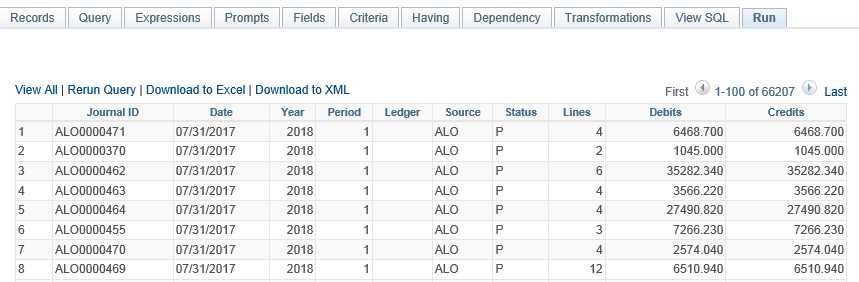 Records Query Expressions Prompts Fields Criteria Having Dependency Transformations View SQL Run
View All | Rerun Query | Download to Excel | Download to XML First 1-100 of 66207 Last
Journal ID Date Year Period Ledger Source Status Lines Debits Credits
1 ALO0000471 07/31/2017 2018 1 ALO P 4 6468.700 6468.700
2 ALO0000370 07/31/2017 2018 1 ALO P 2 1045.000 1045.000
3 ALO0000462 07/31/2017 2018 1 ALO P 6 35282.340 35282.340
4 ALO0000463 07/31/2017 2018 1 ALO P 4 3566.220 3566.220
5 ALO0000464 07/31/2017 2018 1 ALO P 4 27490.820 27490.820
6 ALO0000455 07/31/2017 2018 1 ALO P 3 7266.230 7266.230
7 ALO0000470 07/31/2017 2018 1 ALO P 4 2574.040 2574.040
8 ALO0000469 07/31/2017 2018 1 ALO P 12 6510.940 6510.940